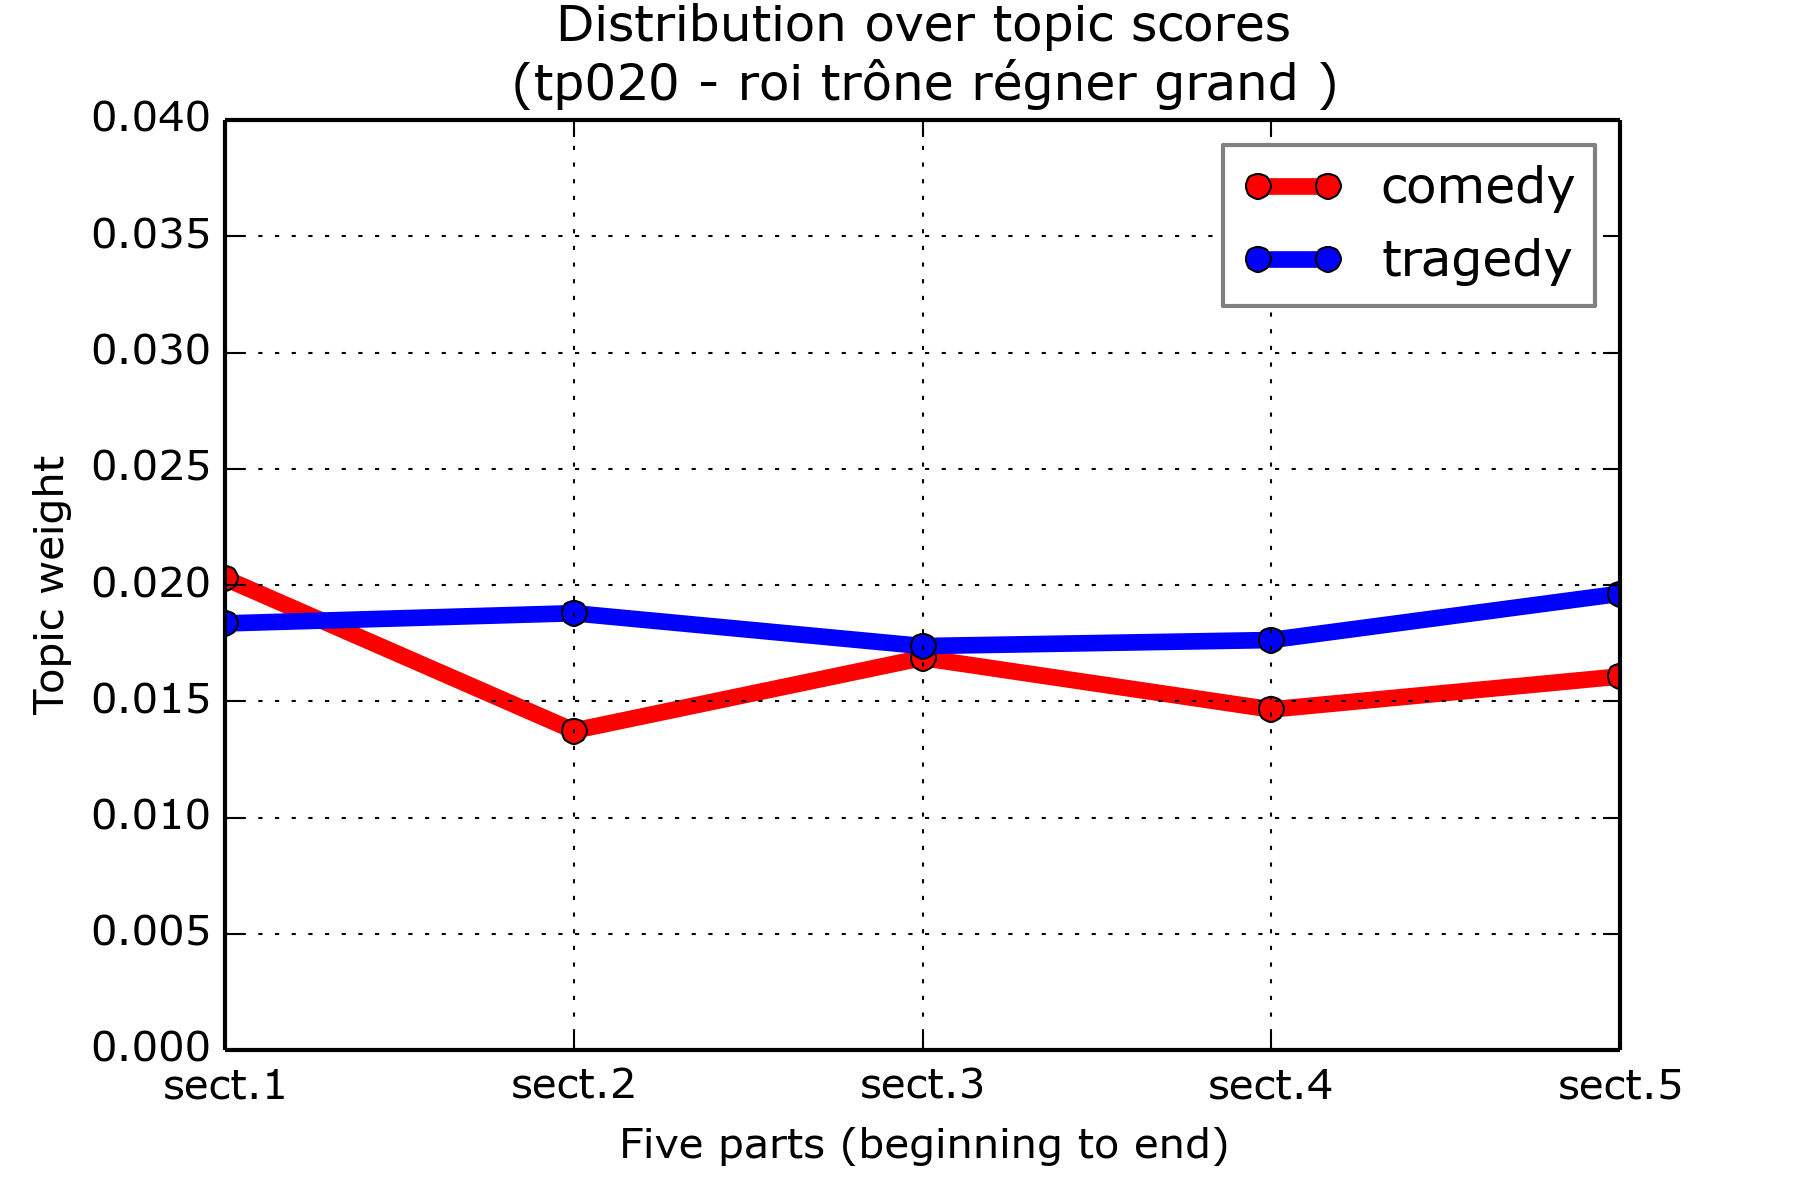 Distribution over topic scores
(tp020 - roi trône régner grand )
0.040
0.035
0.030
0.025
0.020
0.015
0.010
0.005
0.000
Topic weight
comedy
tragedy
sect.1 sect.2 sect.3 sect.4 sect.5
Five parts (beginning to end)